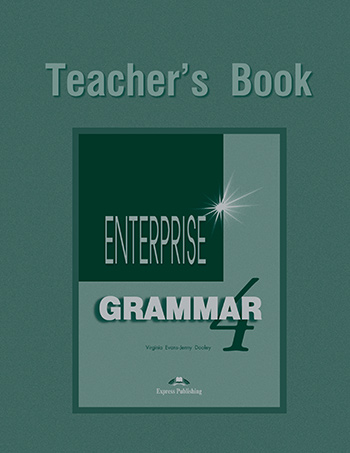 Teacher's Book
ENTERPRISE
GRAMMAR 4
Virginia Evans-Jenny Dooley
Express Publishing